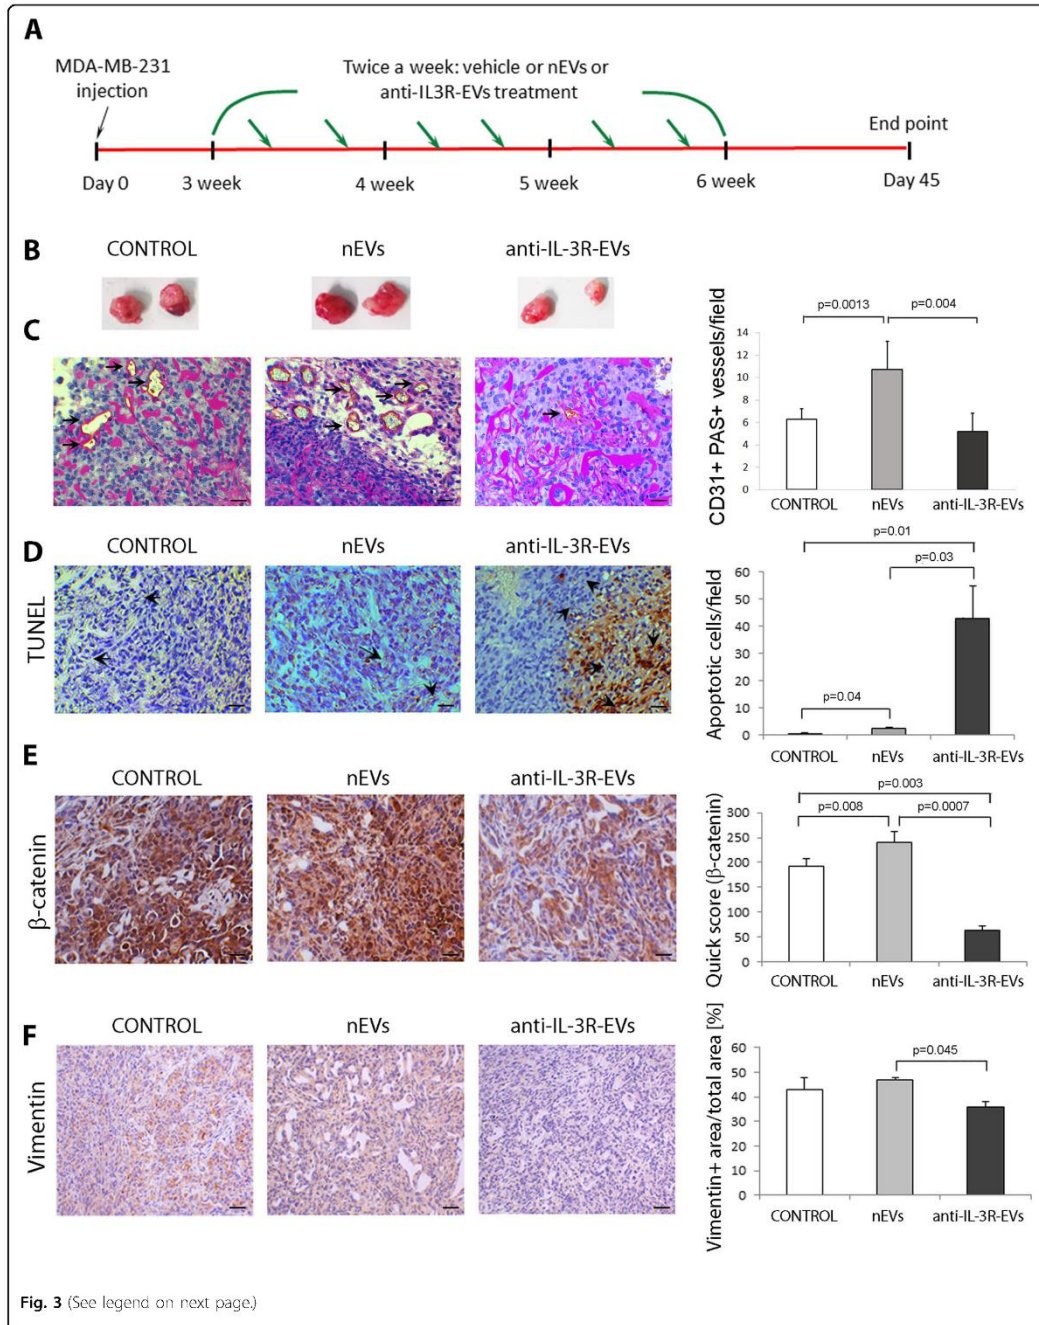 A
MDA-MB-231
injection
Twice a week: vehicle or nEVs or
anti-IL3R-EVs treatment
End point
Day 0
3 week
4 week
5 week
6 week
Day 45
B
CONTROL
nEVs
anti-IL-3R-EVs
C
CD31+ PAS+ vessels/field
p=0.0013
p=0.004
14
12
10
8
6
4
2
0
CONTROL
nEVs
anti-IL-3R-EVs
D
CONTROL
nEVs
anti-IL-3R-EVs
TUNEL
Apoptotic cells/field
p=0.01
p=0.03
p=0.04
60
50
40
30
20
10
0
CONTROL
nEVs
anti-IL-3R-EVs
E
CONTROL
nEVs
anti-IL-3R-EVs
β-catenin
Quick score (β-catenin)
p=0.003
p=0.008
p=0.0007
300
250
200
150
100
50
0
CONTROL
nEVs
anti-IL-3R-EVs
F
CONTROL
nEVs
anti-IL-3R-EVs
Vimentin
Vimentin+ area/total area [%]
p=0.045
60
50
40
30
20
10
0
CONTROL
nEVs
anti-IL-3R-EVs
Fig. 3 (See legend on next page.)